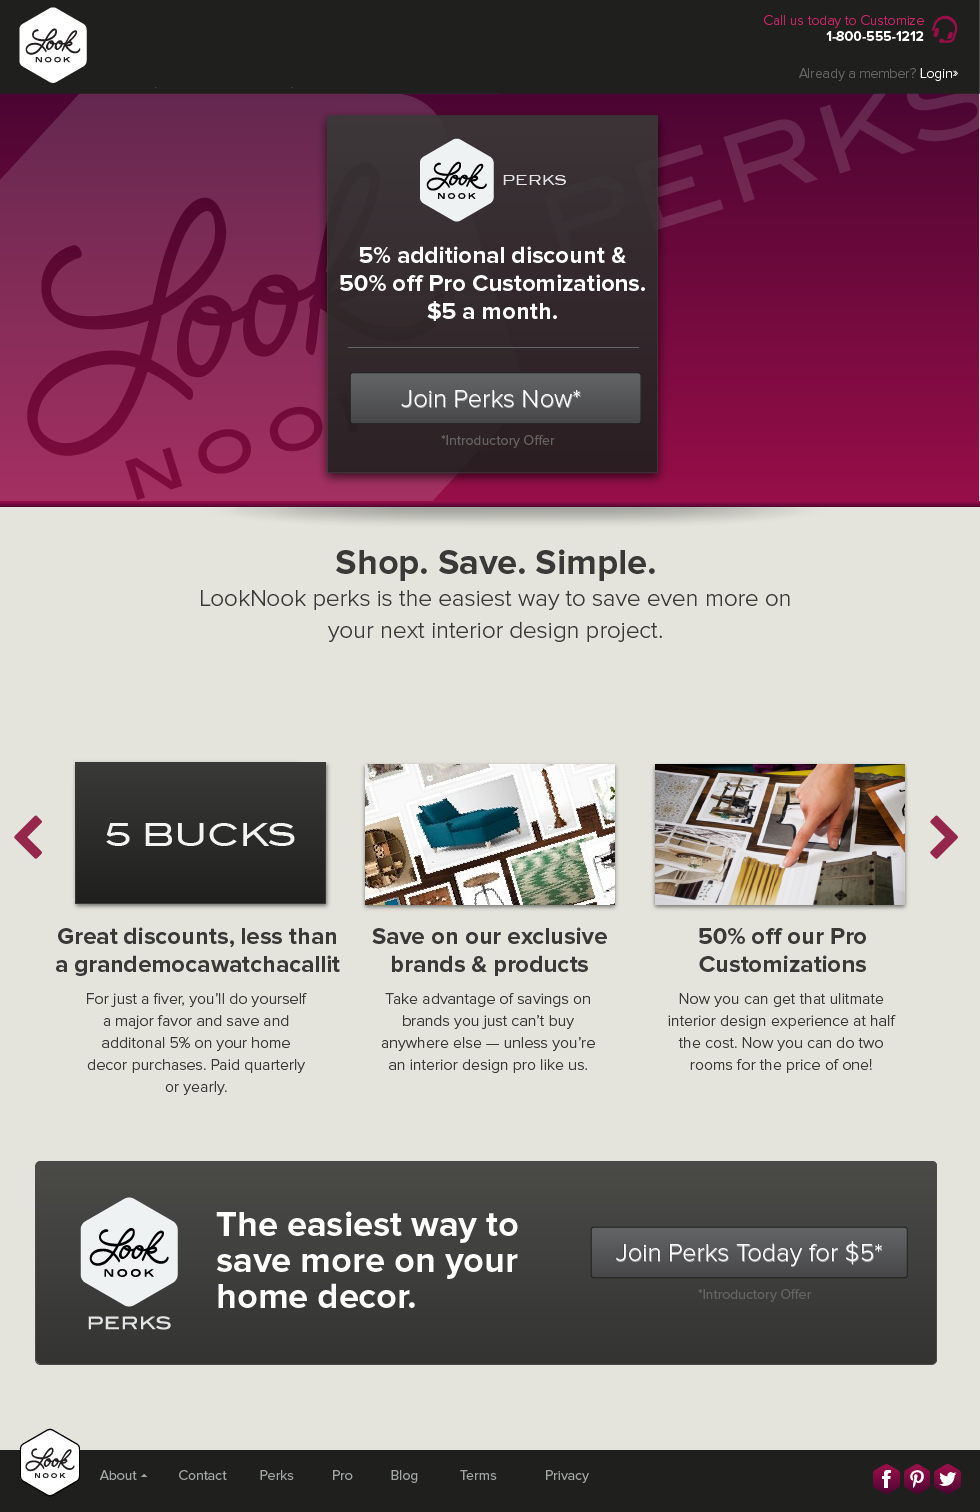 Look
NOOK
Call us today to Customize
1-800-555-1212
Already a member? Login»
Look
NOOK
PERKS
PERKS
Look
NOO
5% additional discount &
50% off Pro Customizations.
$5 a month.
Join Perks Now*
*Introductory Offer
Shop. Save. Simple.
LookNook perks is the easiest way to save even more on
your next interior design project.
5 BUCKS
Great discounts, less than
a grandemocawatchacallit
For just a fiver, you’ll do yourself
a major favor and save and
additonal 5% on your home
decor purchases. Paid quarterly
or yearly.
Save on our exclusive
brands & products
Take advantage of savings on
brands you just can’t buy
anywhere else — unless you’re
an interior design pro like us.
50% off our Pro
Customizations
Now you can get that ulitmate
interior design experience at half
the cost. Now you can do two
rooms for the price of one!
Look
NOOK
PERKS
The easiest way to
save more on your
home decor.
Join Perks Today for $5*
*Introductory Offer
Look
NOOK
About Contact Perks Pro Blog Terms Privacy